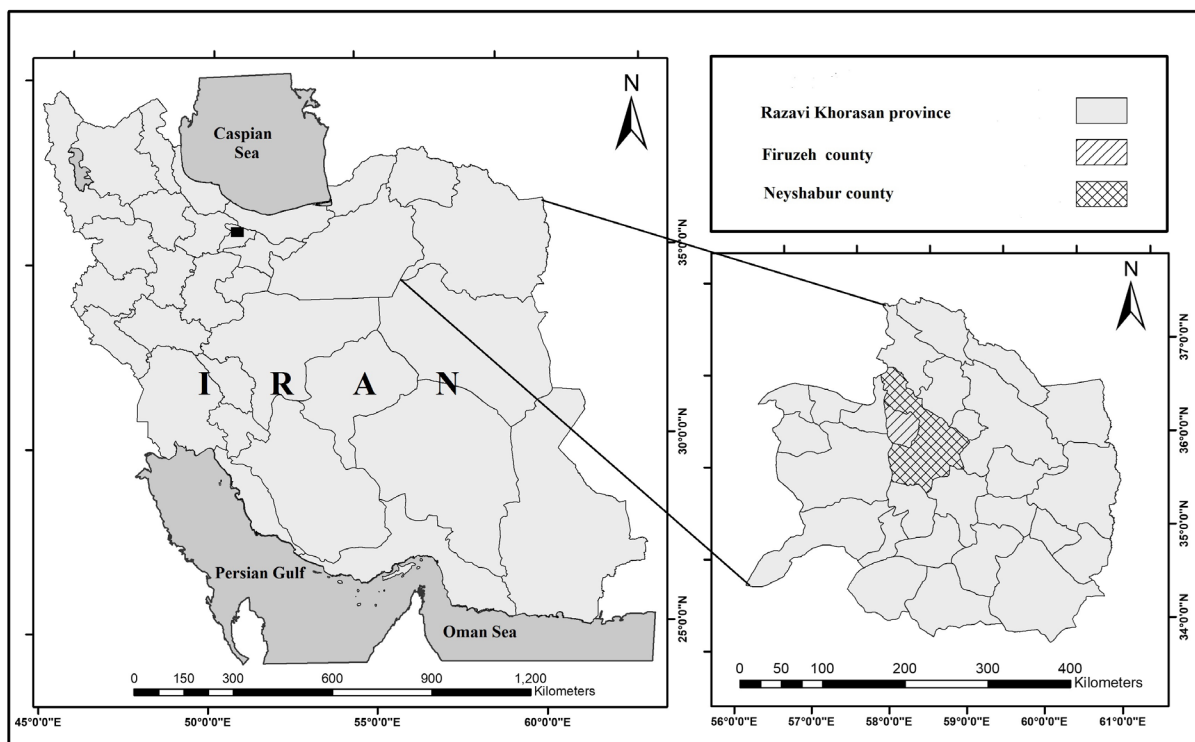 N
Caspian
Sea
I R A N
Persian Gulf
Oman Sea
0 150 300 600 900 1,200
Kilometers
45°0'0"E 50°0'0"E 55°0'0"E 60°0'0"E
35°0'0"N
30°0'0"N
25°0'0"N
Razavi Khorasan province
Firuzeh county
Neyshabur county
N
37°0'0"N
36°0'0"N
35°0'0"N
34°0'0"N
0 50 100 200 300 400
Kilometers
56°0'0"E 57°0'0"E 58°0'0"E 59°0'0"E 60°0'0"E 61°0'0"E